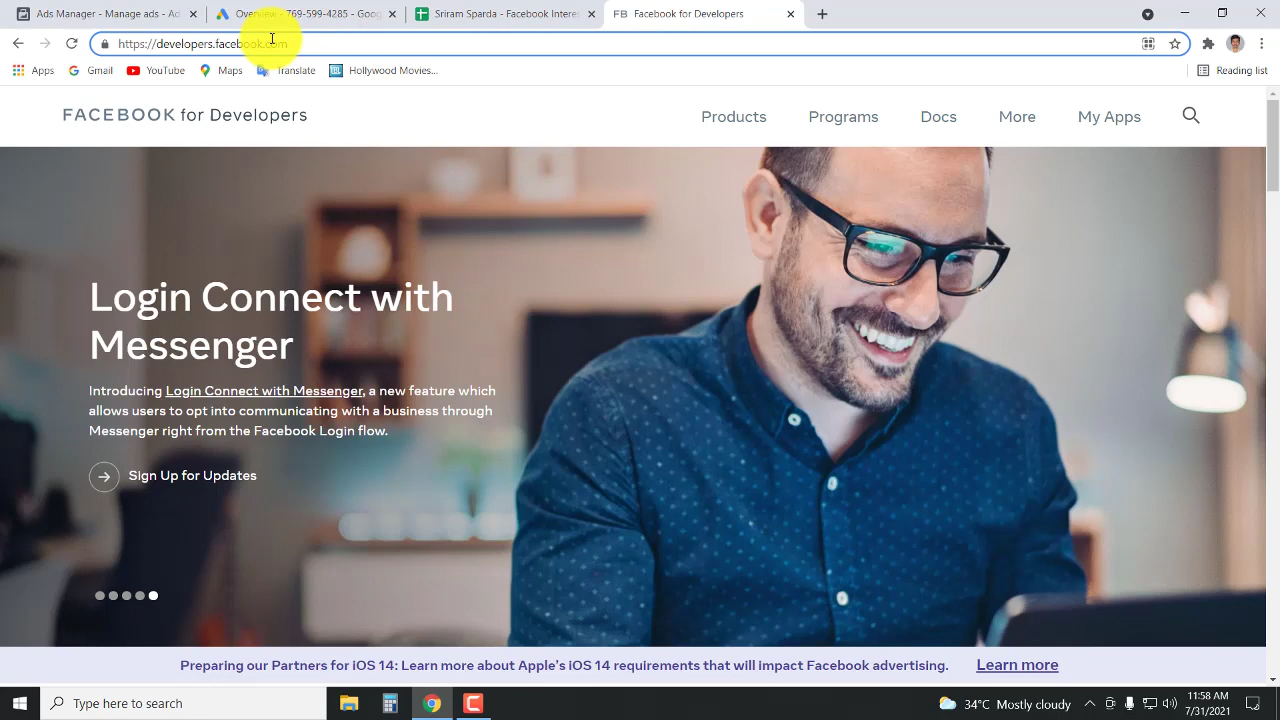 Ads Manager - Manage ads - Ad
Overview - 769-599-4285 - Goog
Sriram Sparda - Facebook Interes
FB Facebook for Developers
https://developers.facebook.com
Apps
Gmail
YouTube
Maps
Translate
Hollywood Movies...
Reading list
FACEBOOK for Developers
Products
Programs
Docs
More
My Apps
Login Connect with
Messenger
Introducing Login Connect with Messenger, a new feature which
allows users to opt into communicating with a business through
Messenger right from the Facebook Login flow.
Sign Up for Updates
Preparing our Partners for iOS 14: Learn more about Apple's iOS 14 requirements that will impact Facebook advertising. Learn more
Type here to search
34°C Mostly cloudy
11:58 AM
7/31/2021